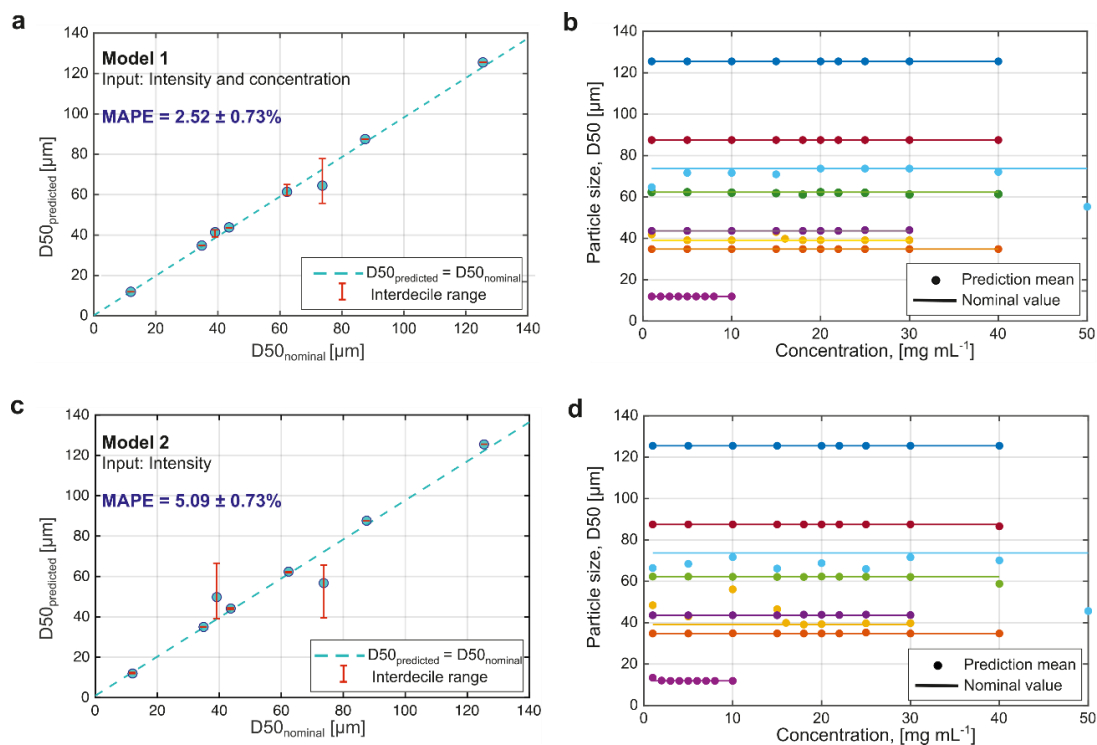 a
Model 1
Input: Intensity and concentration
MAPE = 2.52 ± 0.73%
D50predicted [µm]
140
120
100
80
60
40
20
0
0 20 40 60 80 100 120 140
D50nominal [µm]
D50predicted = D50nominal
Interdecile range
b
Particle size, D50 [µm]
140
120
100
80
60
40
20
0
0 10 20 30 40 50
Concentration, [mg mL-1]
Prediction mean
Nominal value
c
Model 2
Input: Intensity
MAPE = 5.09 ± 0.73%
D50predicted [µm]
140
120
100
80
60
40
20
0
0 20 40 60 80 100 120 140
D50nominal [µm]
D50predicted = D50nominal
Interdecile range
d
Particle size, D50 [µm]
140
120
100
80
60
40
20
0
0 10 20 30 40 50
Concentration, [mg mL-1]
Prediction mean
Nominal value